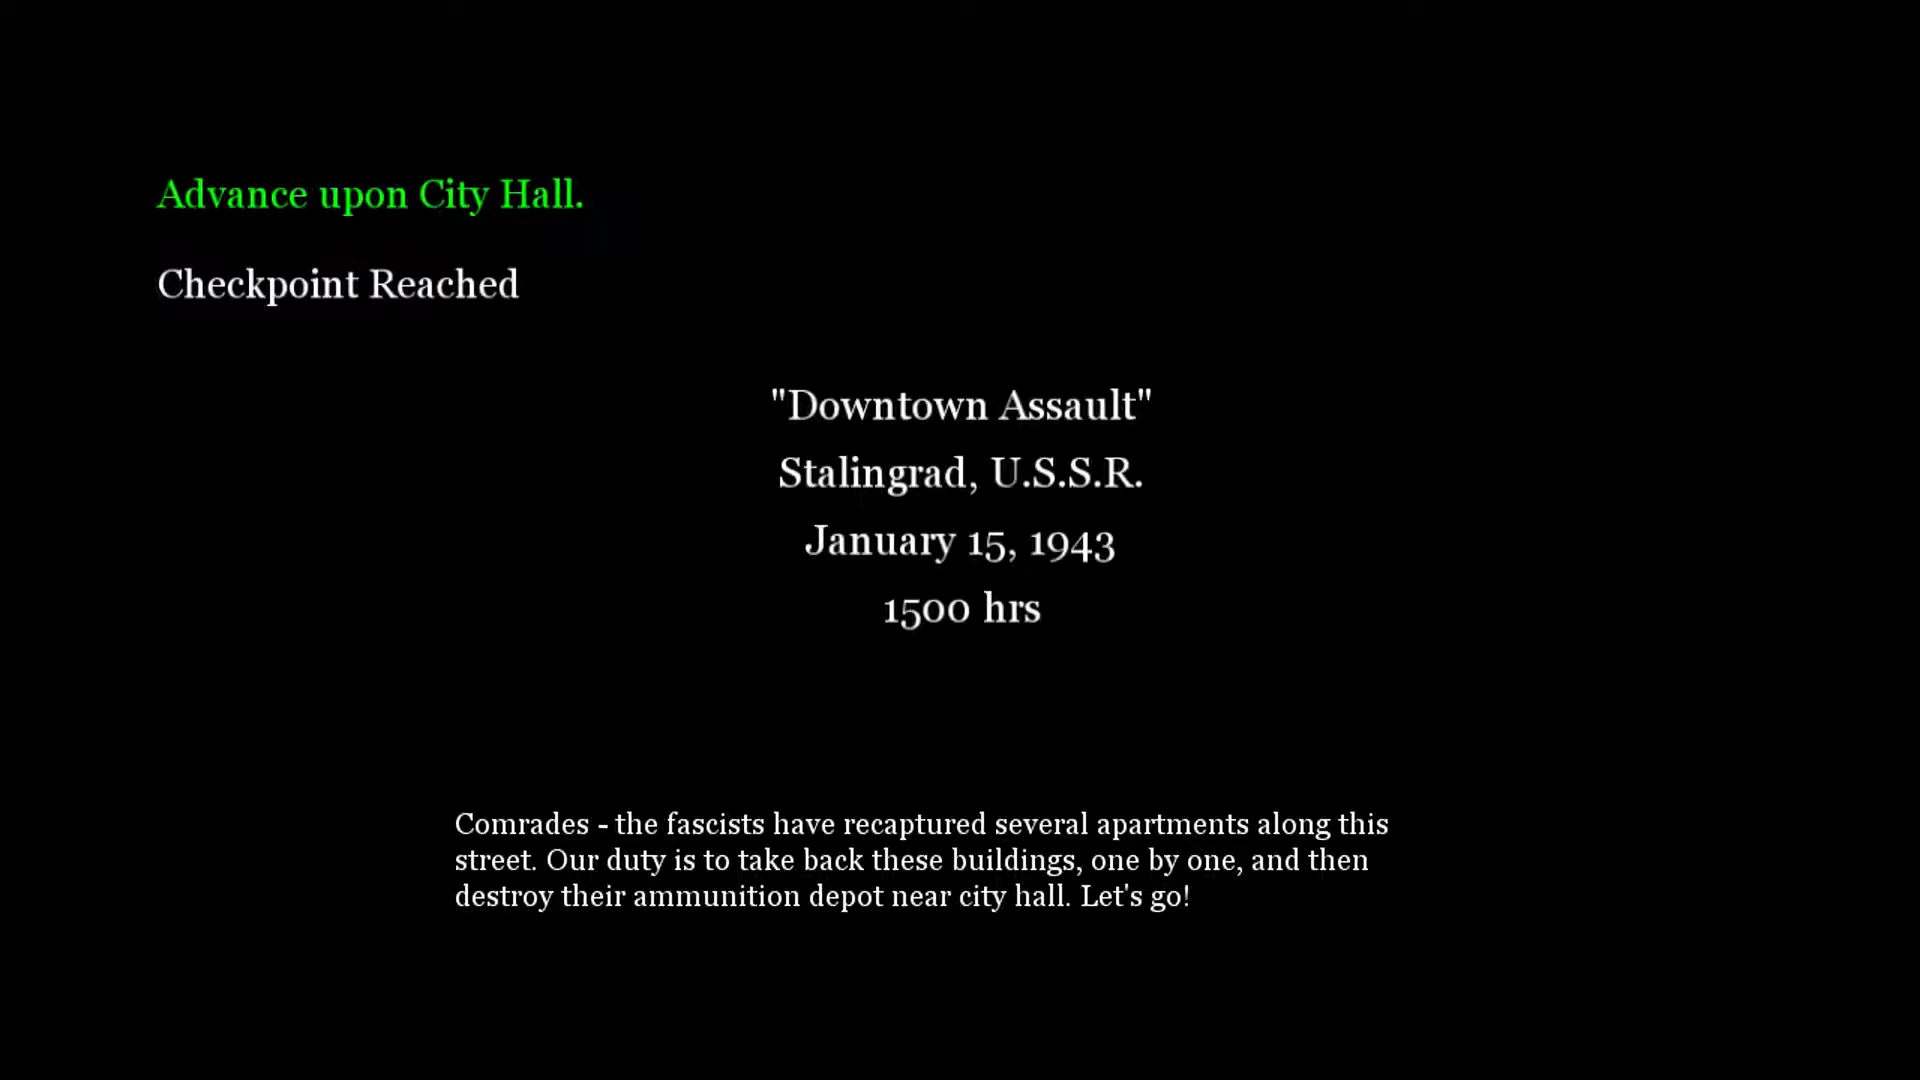 Advance upon City Hall.
Checkpoint Reached
"Downtown Assault"
Stalingrad, U.S.S.R.
January 15, 1943
1500 hrs
Comrades - the fascists have recaptured several apartments along this
street. Our duty is to take back these buildings, one by one, and then
destroy their ammunition depot near city hall. Let's go!